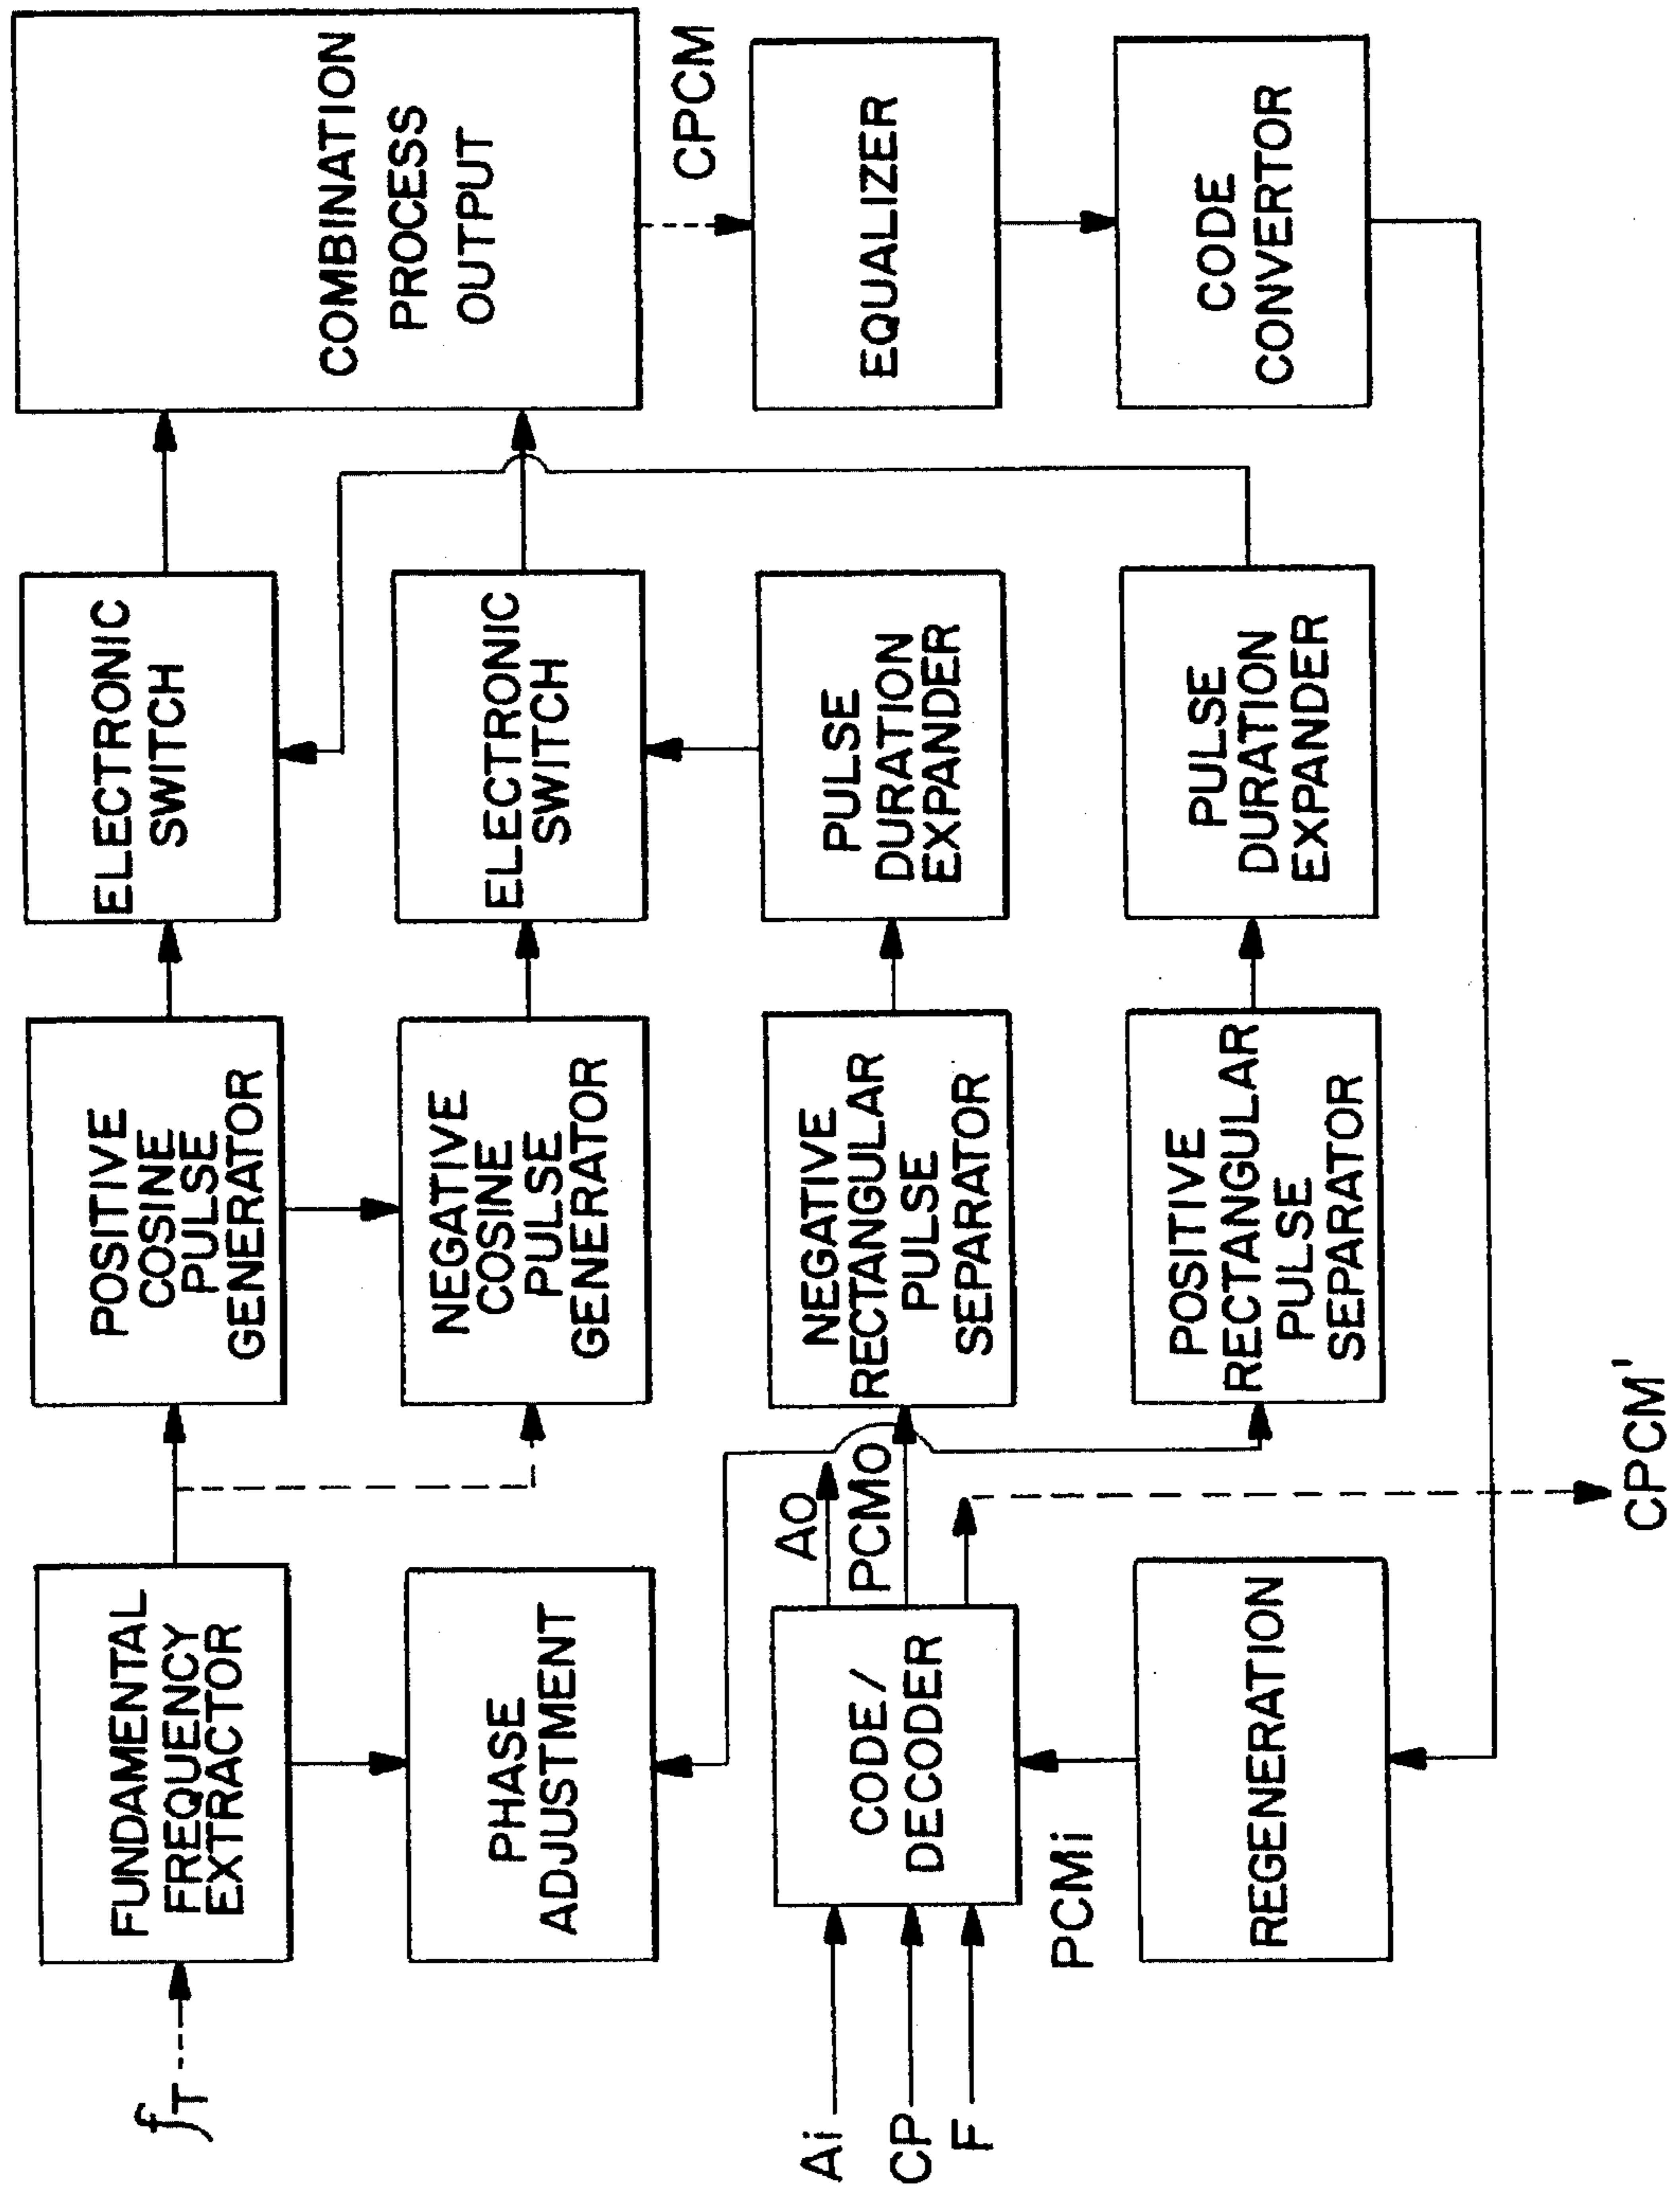 fT
FUNDAMENTAL
FREQUENCY
EXTRACTOR
POSITIVE
COSINE
PULSE
GENERATOR
ELECTRONIC
SWITCH
COMBINATION
PROCESS
OUTPUT
PHASE
ADJUSTMENT
NEGATIVE
COSINE
PULSE
GENERATOR
ELECTRONIC
SWITCH
CPCM
Ai
CP
F
CODE/
DECODER
AO
PCMO
NEGATIVE
RECTANGULAR
PULSE
SEPARATOR
PULSE
DURATION
EXPANDER
EQUALIZER
PCMi
REGENERATION
POSITIVE
RECTANGULAR
PULSE
SEPARATOR
PULSE
DURATION
EXPANDER
CODE
CONVERTOR
CPCM'